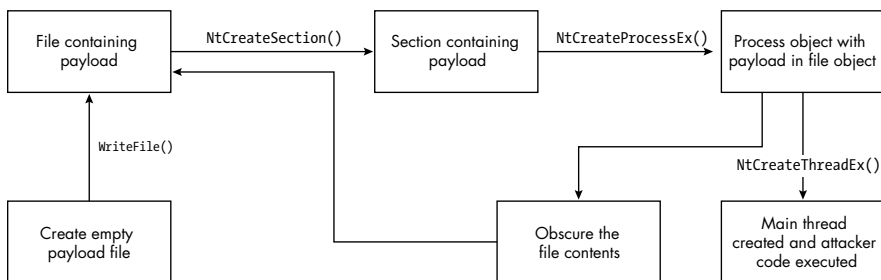 File containing
payload
NtCreateSection()
Section containing
payload
NtCreateProcessEx()
Process object with
payload in file object
WriteFile()
NtCreateThreadEx()
Create empty
payload file
Obscure the
file contents
Main thread
created and attacker
code executed